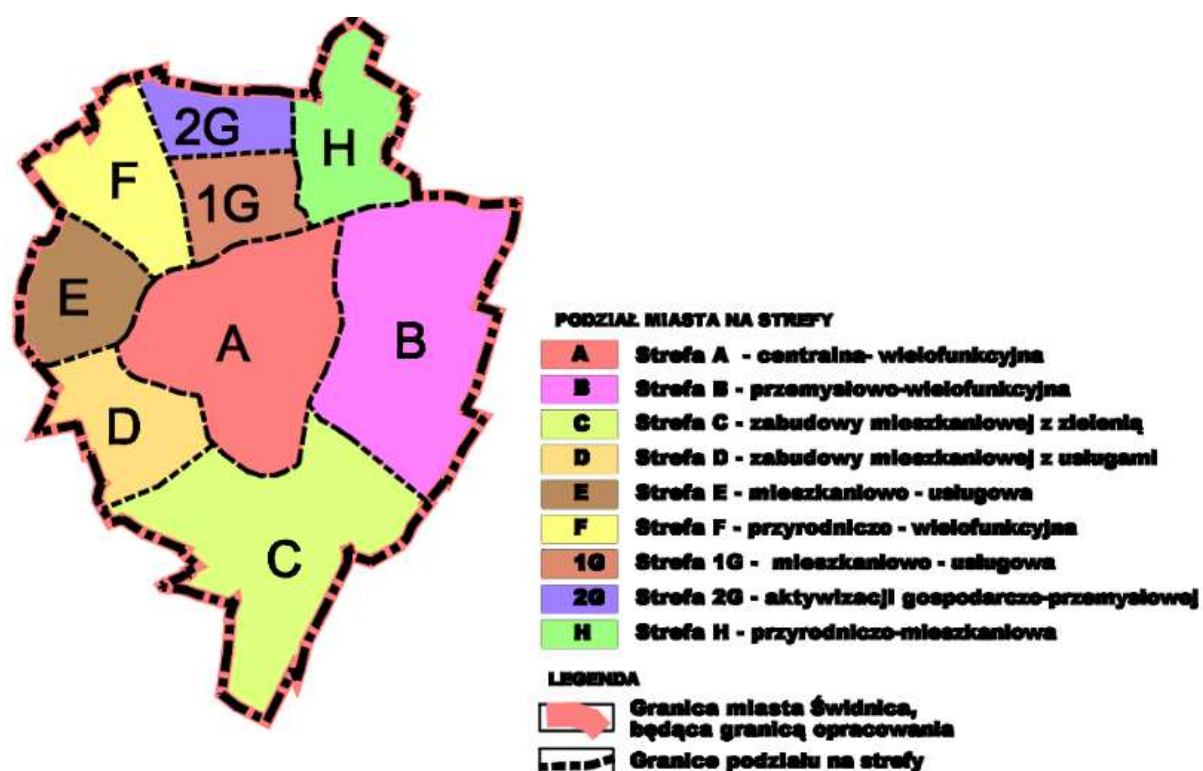 2G
H
F
1G
E
A
B
D
C
PODZIAŁ MIASTA NA STREFY
A Strefa A - centralna- wielofunkcyjna
B Strefa B - przemysłowo-wielofunkcyjna
C Strefa C - zabudowy mieszkaniowej z zielenią
D Strefa D - zabudowy mieszkaniowej z usługami
E Strefa E - mieszkaniowo - usługowa
F Strefa F - przyrodniczo - wielofunkcyjna
1G Strefa 1G - mieszkaniowo - usługowa
2G Strefa 2G - aktywizacji gospodarczo-przemysłowej
H Strefa H - przyrodniczo-mieszkaniowa
LEGENDA
Granica miasta Świdnica,
będąca granicą opracowania
Granice podziału na strefy